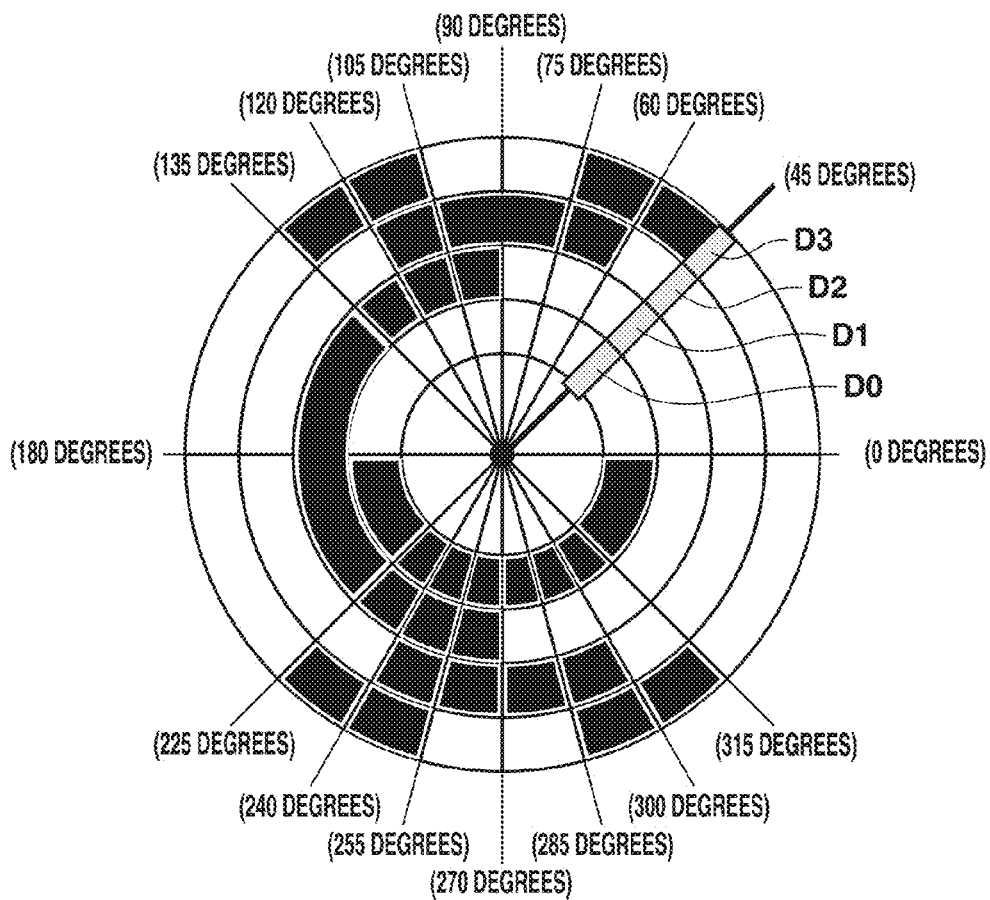 (90 DEGREES)
(105 DEGREES)
(75 DEGREES)
(120 DEGREES)
(60 DEGREES)
(135 DEGREES)
(45 DEGREES)
D3
D2
D1
D0
(180 DEGREES)
(0 DEGREES)
(225 DEGREES)
(315 DEGREES)
(240 DEGREES)
(300 DEGREES)
(255 DEGREES)
(285 DEGREES)
(270 DEGREES)